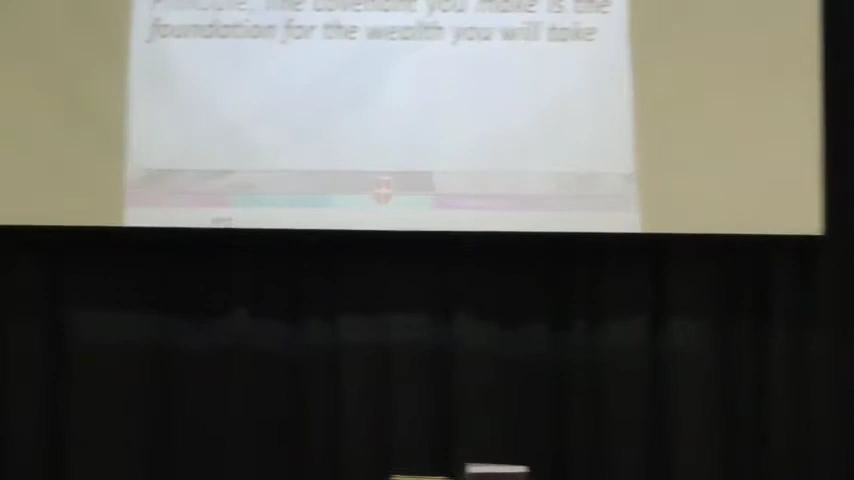 The covenant you make is the
foundation for the wealth you will take